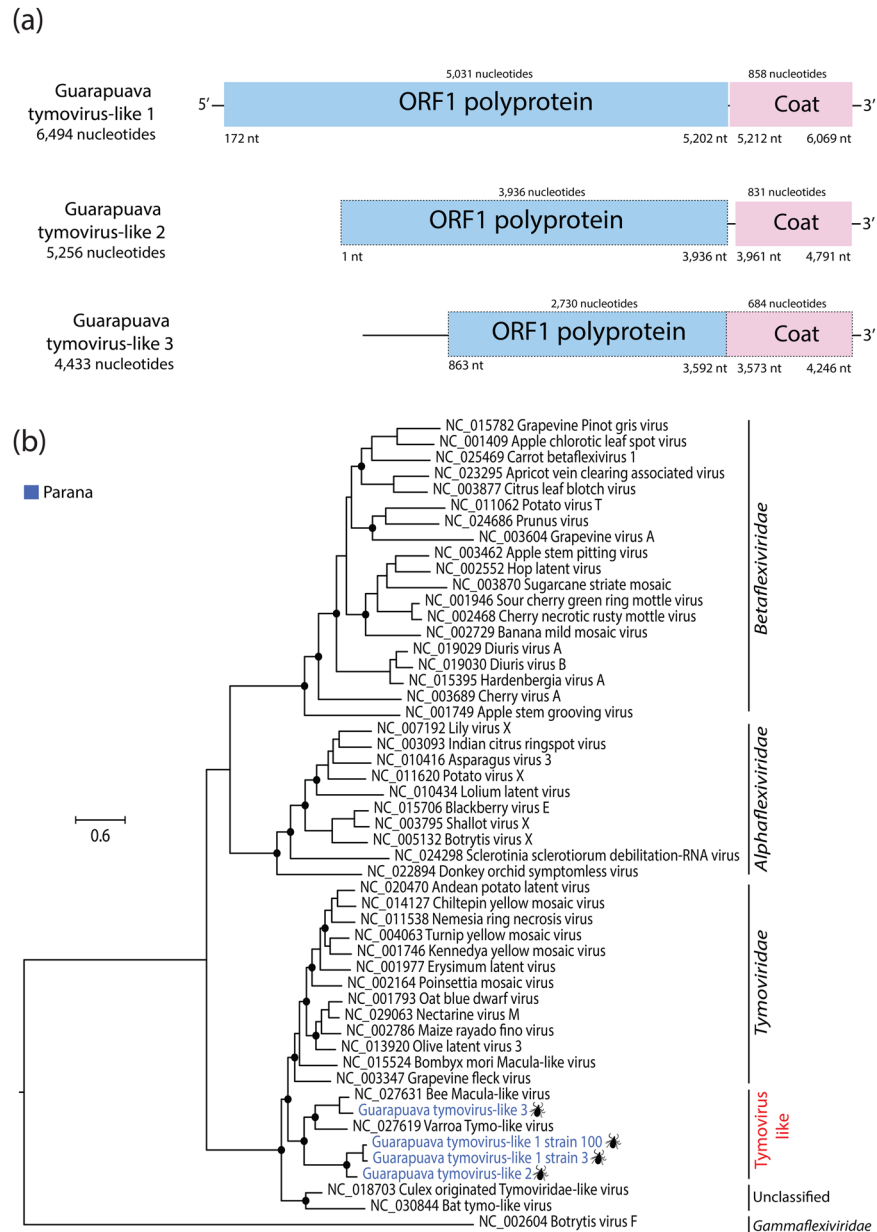 (a)
Guarapuava
tymovirus-like 1
6,494 nucleotides
5′
5,031 nucleotides
858 nucleotides
ORF1 polyprotein
Coat
3′
172 nt
5,202 nt
5,212 nt
6,069 nt
Guarapuava
tymovirus-like 2
5,256 nucleotides
3,936 nucleotides
831 nucleotides
ORF1 polyprotein
Coat
3′
1 nt
3,936 nt
3,961 nt
4,791 nt
Guarapuava
tymovirus-like 3
4,433 nucleotides
2,730 nucleotides
684 nucleotides
ORF1 polyprotein
Coat
3′
863 nt
3,592 nt
3,573 nt
4,246 nt
(b)
Parana
0.6
NC_015782 Grapevine Pinot gris virus
NC_001409 Apple chlorotic leaf spot virus
NC_025469 Carrot betaflexivirus 1
NC_023295 Apricot vein clearing associated virus
NC_003877 Citrus leaf blotch virus
NC_011062 Potato virus T
NC_024686 Prunus virus
NC_003604 Grapevine virus A
NC_003462 Apple stem pitting virus
NC_002552 Hop latent virus
NC_003870 Sugarcane striate mosaic
NC_001946 Sour cherry green ring mottle virus
NC_002468 Cherry necrotic rusty mottle virus
NC_002729 Banana mild mosaic virus
NC_019029 Diuris virus A
NC_019030 Diuris virus B
NC_015395 Hardenbergia virus A
NC_003689 Cherry virus A
NC_001749 Apple stem grooving virus
Betaflexiviridae
NC_007192 Lily virus X
NC_003093 Indian citrus ringspot virus
NC_010416 Asparagus virus 3
NC_011620 Potato virus X
NC_010434 Lolium latent virus
NC_015706 Blackberry virus E
NC_003795 Shallot virus X
NC_005132 Botrytis virus X
NC_024298 Sclerotinia sclerotiorum debilitation-RNA virus
NC_022894 Donkey orchid symptomless virus
Alphaflexiviridae
NC_020470 Andean potato latent virus
NC_014127 Chiltepin yellow mosaic virus
NC_011538 Nemesia ring necrosis virus
NC_004063 Turnip yellow mosaic virus
NC_001746 Kennedya yellow mosaic virus
NC_001977 Erysimum latent virus
NC_002164 Poinsettia mosaic virus
NC_001793 Oat blue dwarf virus
NC_029063 Nectarine virus M
NC_002786 Maize rayado fino virus
NC_013920 Olive latent virus 3
NC_015524 Bombyx mori Macula-like virus
NC_003347 Grapevine fleck virus
Tymoviridae
NC_027631 Bee Macula-like virus
Guarapuava tymovirus-like 3
NC_027619 Varroa Tymo-like virus
Guarapuava tymovirus-like 1 strain 100
Guarapuava tymovirus-like 1 strain 3
Guarapuava tymovirus-like 2
Tymovirus
like
NC_018703 Culex originated Tymoviridae-like virus
NC_030844 Bat tymo-like virus
Unclassified
NC_002604 Botrytis virus F
Gammaflexiviridae